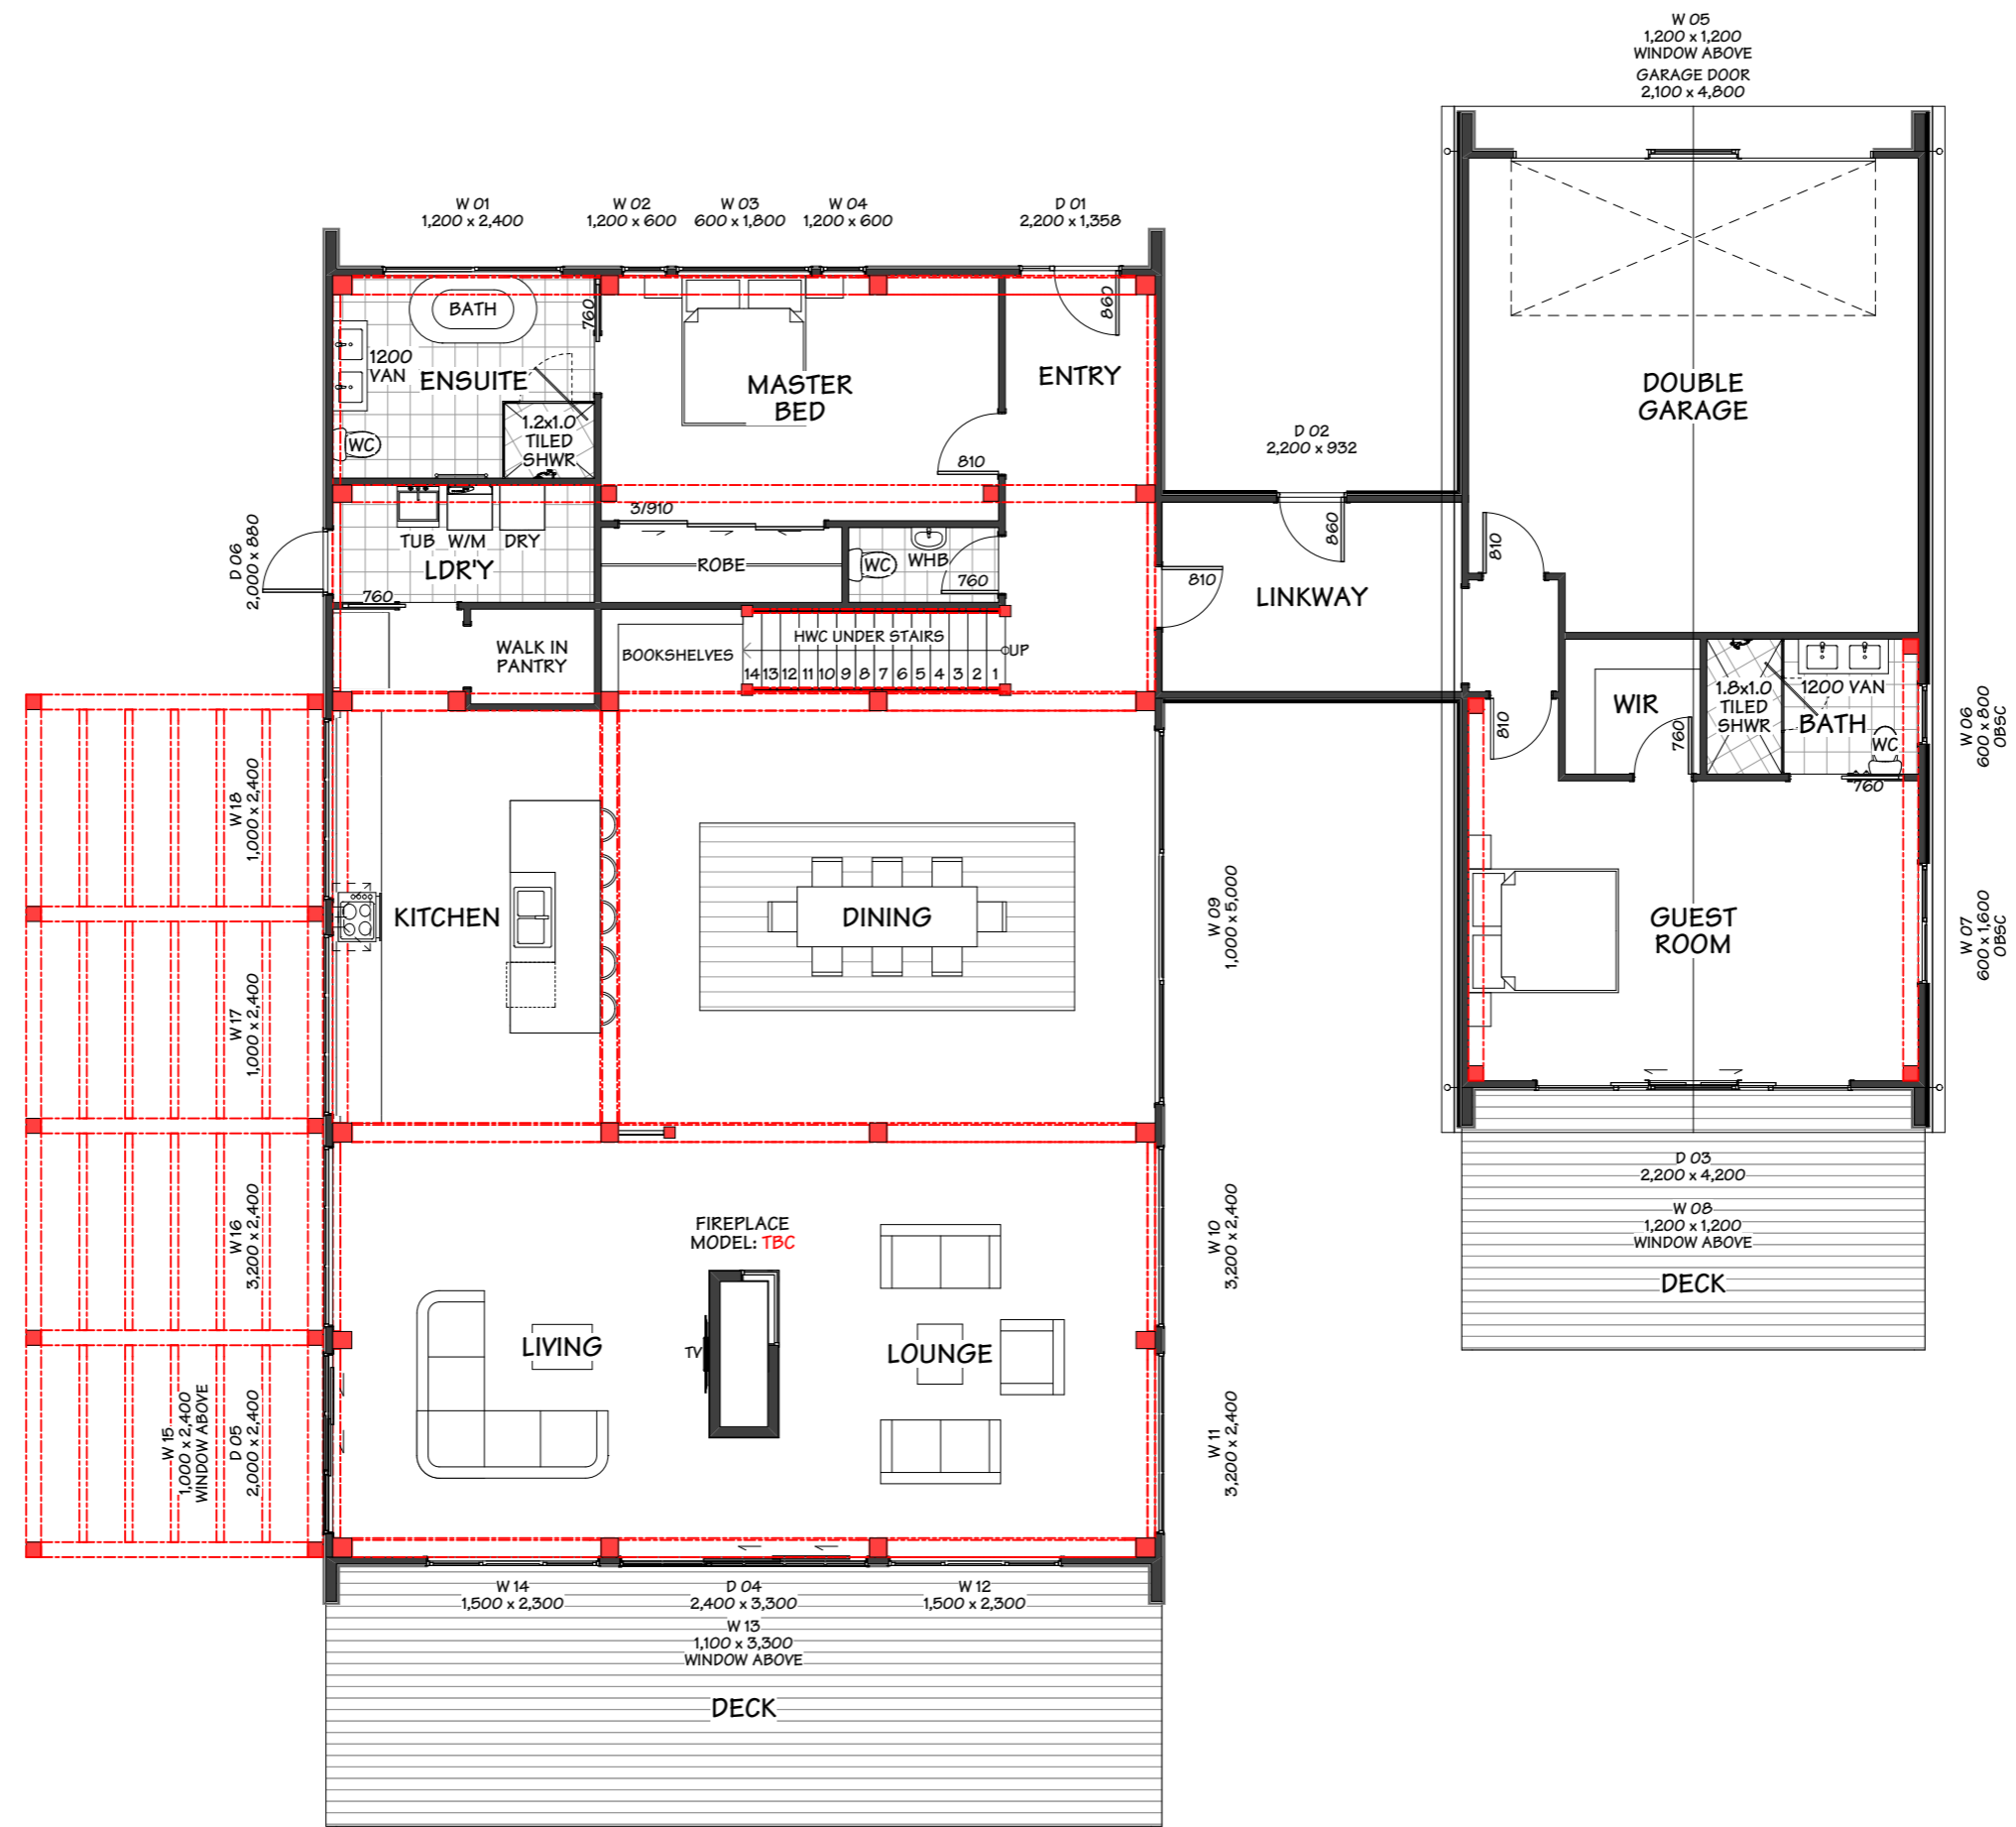 W 05
1,200 x 1,200
WINDOW ABOVE
GARAGE DOOR
2,100 x 4,800
W 01
1,200 x 2,400
W 02
1,200 x 600
W 03
600 x 1,800
W 04
1,200 x 600
D 01
2,200 x 1,358
BATH
760
860
1200
VAN
ENSUITE
MASTER
BED
ENTRY
DOUBLE
GARAGE
1.2x1.0
TILED
SHWR
WC
810
D 02
2,200 x 932
3/910
D 06
2,000 x 880
TUB
W/M
DRY
LDR'Y
760
ROBE
WC
WHB
760
860
810
810
LINKWAY
WALK IN
PANTRY
BOOKSHELVES
HWC UNDER STAIRS
UP
14 13 12 11 10 9 8 7 6 5 4 3 2 1
WIR
760
810
1.8x1.0
TILED
SHWR
1200 VAN
BATH
WC
760
W 06
600 x 800
OBSC
W 18
1,000 x 2,400
KITCHEN
DINING
W 09
1,000 x 5,000
GUEST
ROOM
W 07
600 x 1,600
OBSC
W 17
1,000 x 2,400
D 03
2,200 x 4,200
W 08
1,200 x 1,200
WINDOW ABOVE
DECK
W 16
3,200 x 2,400
FIREPLACE
MODEL: TBC
W 10
3,200 x 2,400
LIVING
TV
LOUNGE
W 15
1,000 x 2,400
WINDOW ABOVE
D 05
2,000 x 2,400
W 11
3,200 x 2,400
W 14
1,500 x 2,300
D 04
2,400 x 3,300
W 12
1,500 x 2,300
W 13
1,100 x 3,300
WINDOW ABOVE
DECK